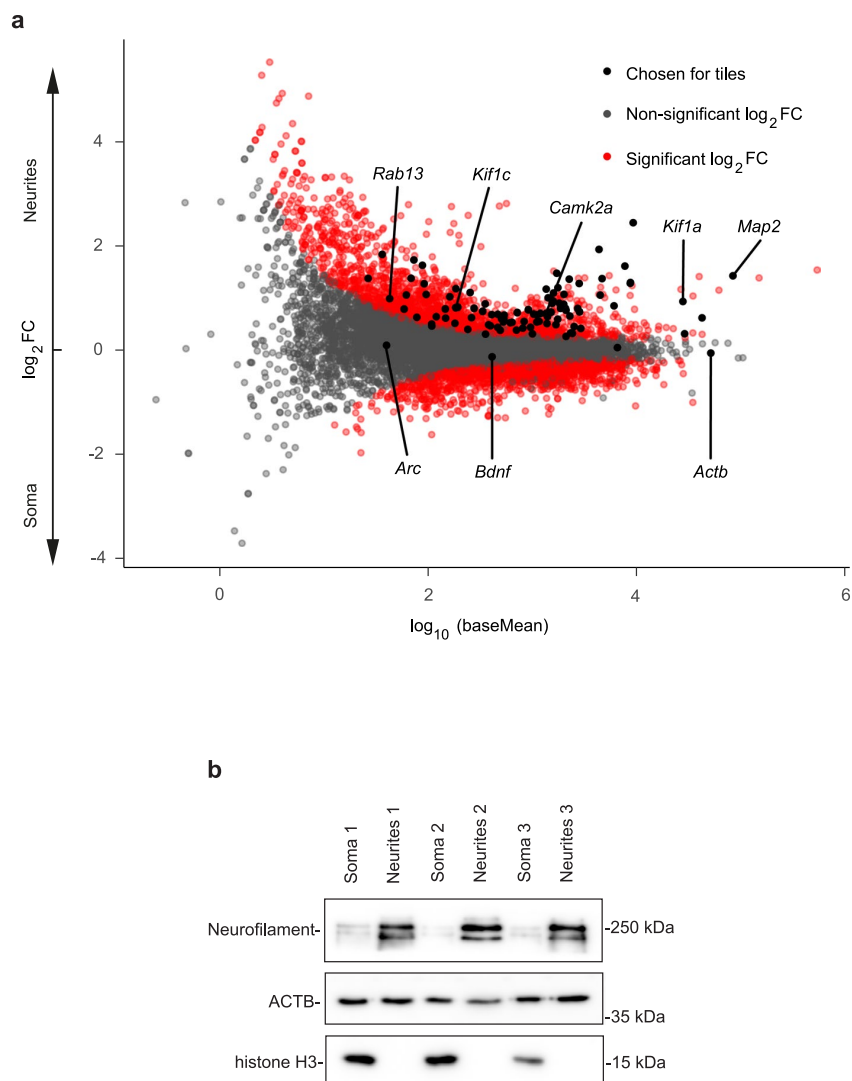 a
Chosen for tiles
Non-significant log2FC
Significant log2FC
Rab13
Kif1c
Camk2a
Kif1a
Map2
Arc
Bdnf
Actb
Neurites
log2FC
Soma
4
2
0
-2
-4
0 2 4 6
log10 (baseMean)
b
Soma 1 Neurites 1 Soma 2 Neurites 2 Soma 3 Neurites 3
Neurofilament- -250 kDa
ACTB-
-35 kDa
histone H3- -15 kDa